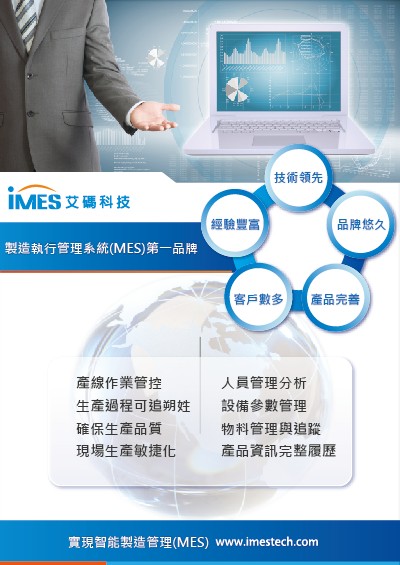 iMES 艾碼科技
製造執行管理系統(MES)第一品牌
技術領先
經驗豐富
品牌悠久
客戶數多
產品完善
產線作業管控
生產過程可追朔姓
確保生產品質
現場生產敏捷化
人員管理分析
設備參數管理
物料管理與追蹤
產品資訊完整履歷
實現智能製造管理(MES) www.imestech.com